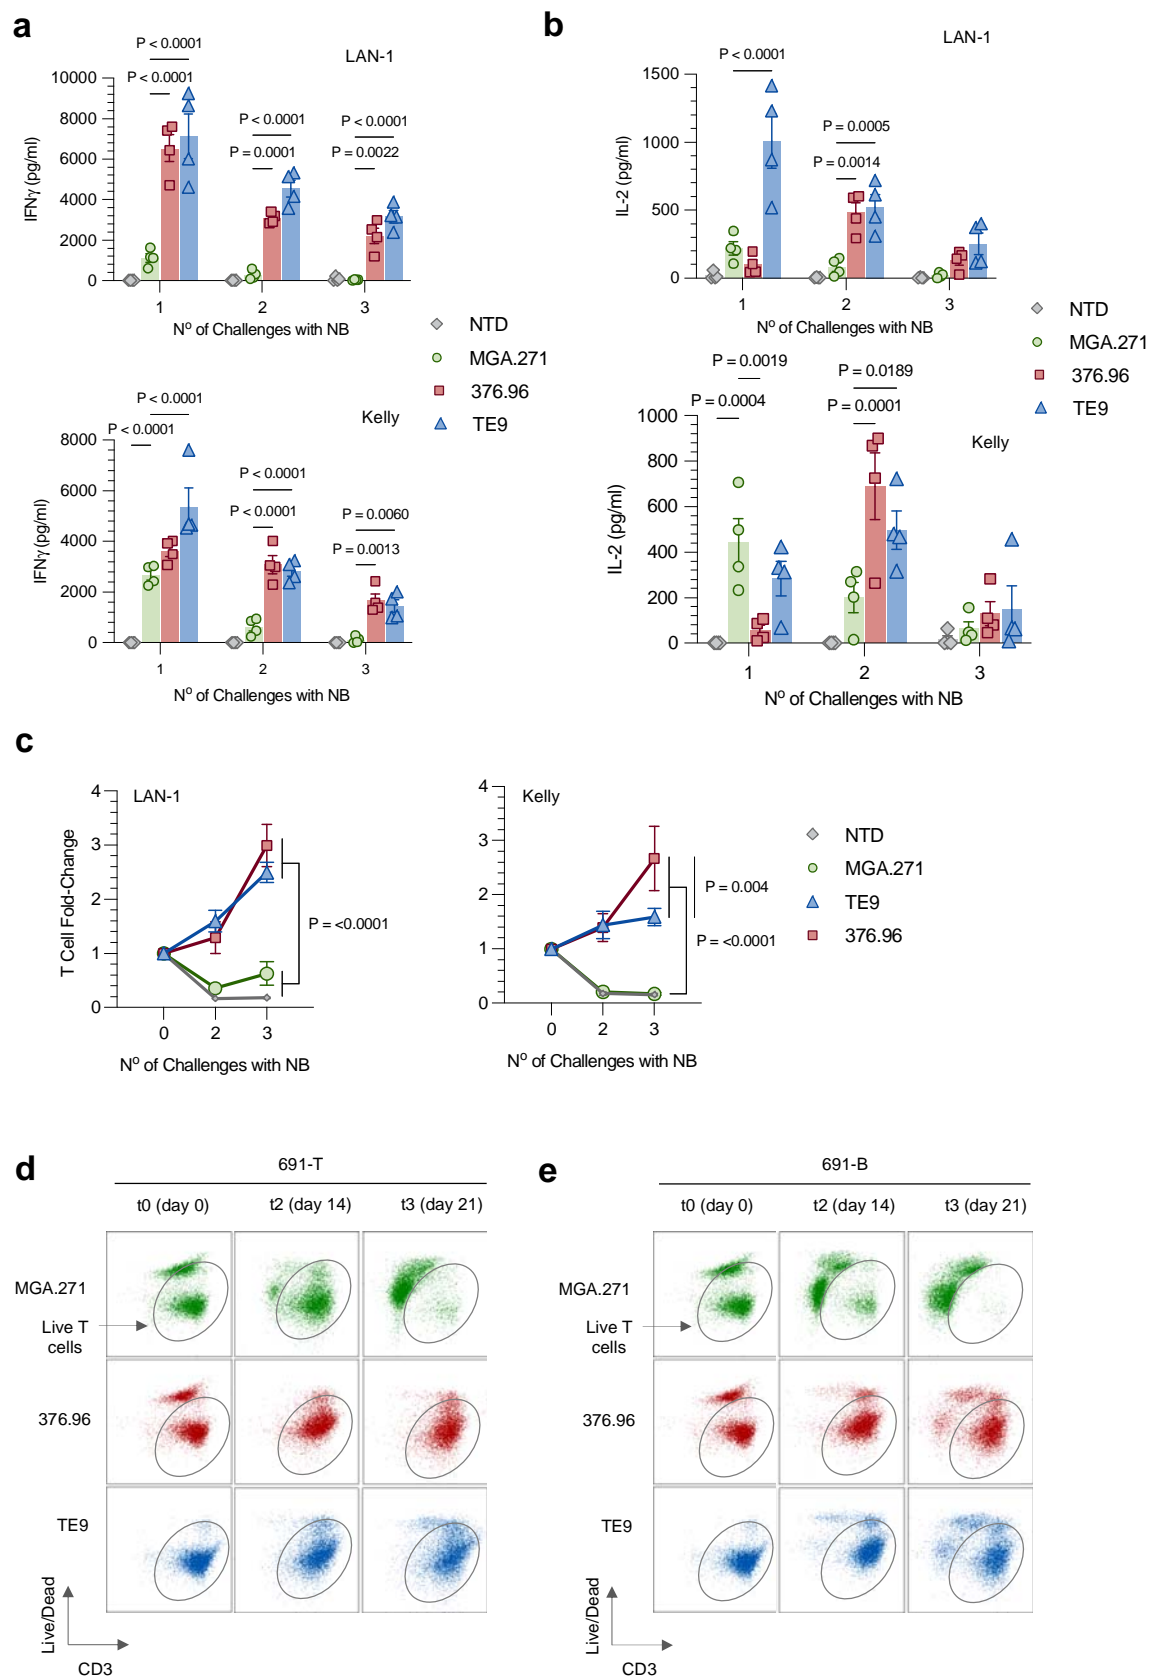 a
LAN-1
P < 0.0001
P < 0.0001
P < 0.0001
P = 0.0001
P < 0.0001
P = 0.0022
IFNγ (pg/ml)
10000
8000
6000
4000
2000
0
1
2
3
Nº of Challenges with NB
Kelly
P < 0.0001
P < 0.0001
P < 0.0001
P < 0.0001
P = 0.0060
P = 0.0013
IFNγ (pg/ml)
8000
6000
4000
2000
0
1
2
3
Nº of Challenges with NB
NTD
MGA.271
376.96
TE9
b
LAN-1
P < 0.0001
P = 0.0005
P = 0.0014
IL-2 (pg/ml)
1500
1000
500
0
1
2
3
Nº of Challenges with NB
P = 0.0019
P = 0.0004
P = 0.0189
P = 0.0001
Kelly
IL-2 (pg/ml)
1000
800
600
400
200
0
1
2
3
Nº of Challenges with NB
NTD
MGA.271
376.96
TE9
c
LAN-1
T Cell Fold-Change
4
3
2
1
0
0
2
3
Nº of Challenges with NB
P = <0.0001
Kelly
4
3
2
1
0
0
2
3
Nº of Challenges with NB
P = 0.004
P = <0.0001
NTD
MGA.271
TE9
376.96
d
691-T
t0 (day 0)
t2 (day 14)
t3 (day 21)
MGA.271
Live T
cells
376.96
TE9
Live/Dead
CD3
e
691-B
t0 (day 0)
t2 (day 14)
t3 (day 21)
MGA.271
Live T
cells
376.96
TE9
Live/Dead
CD3